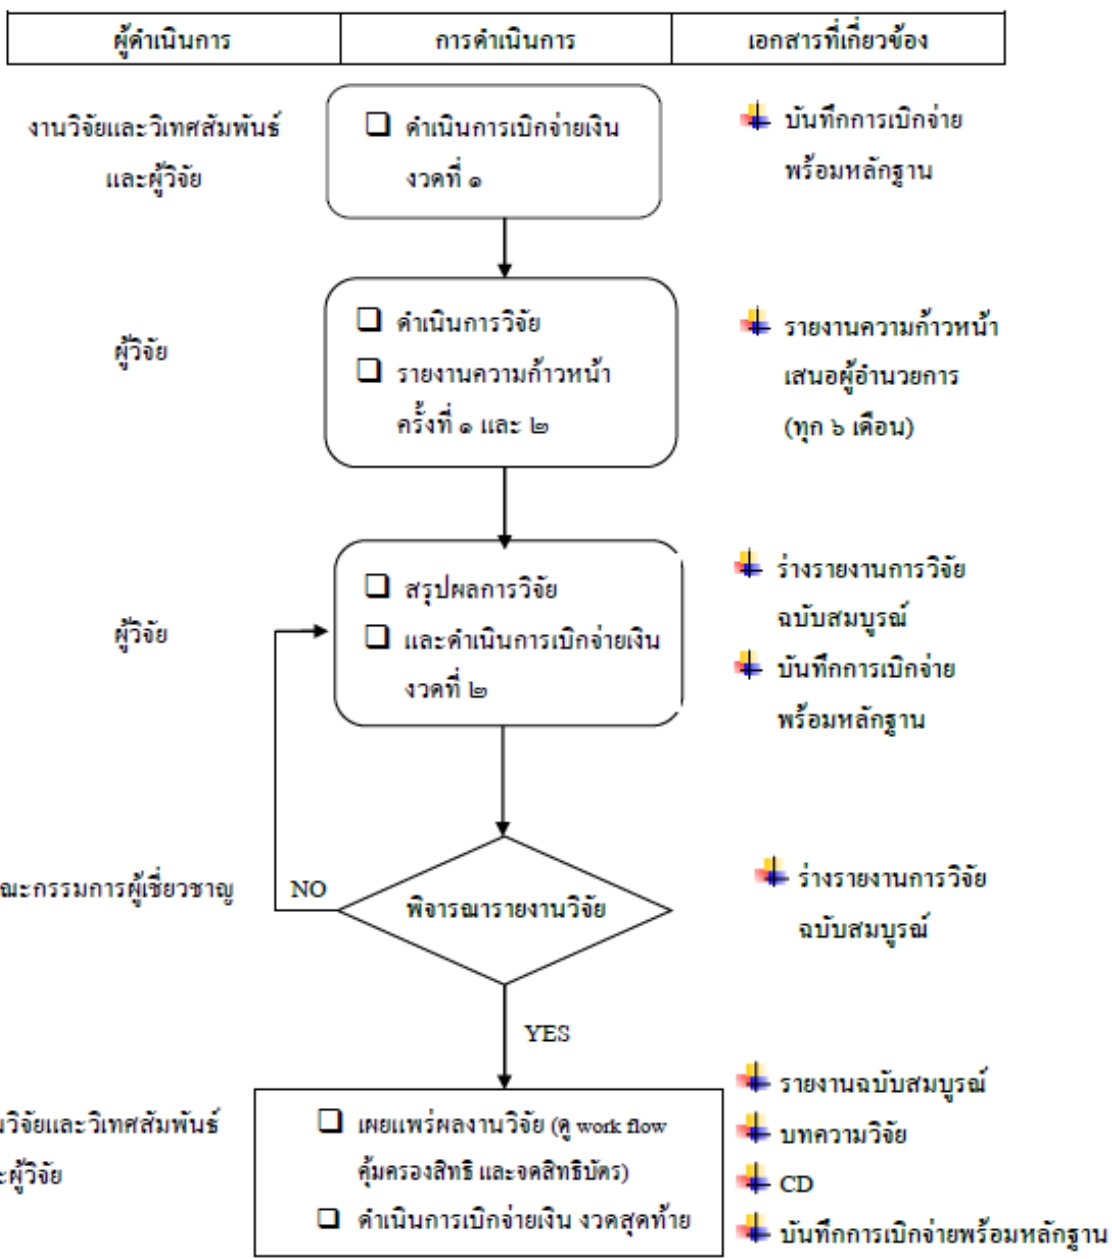 ผู้ดำเนินการ
การดำเนินการ
เอกสารที่เกี่ยวข้อง
งานวิจัยและวิเทศสัมพันธ์
และผู้วิจัย
ดำเนินการเบิกจ่ายเงิน
งวดที่ ๑
บันทึกการเบิกจ่าย
พร้อมหลักฐาน
ผู้วิจัย
ดำเนินการวิจัย
รายงานความก้าวหน้า
ครั้งที่ ๑ และ ๒
รายงานความก้าวหน้า
เสนอผู้อำนวยการ
(ทุก ๖ เดือน)
ผู้วิจัย
สรุปผลการวิจัย
และดำเนินการเบิกจ่ายเงิน
งวดที่ ๒
ร่างรายงานการวิจัย
ฉบับสมบูรณ์
บันทึกการเบิกจ่าย
พร้อมหลักฐาน
ณะกรรมการผู้เชี่ยวชาญ
NO
พิจารณารายงานวิจัย
ร่างรายงานการวิจัย
ฉบับสมบูรณ์
YES
นวิจัยและวิเทศสัมพันธ์
ะผู้วิจัย
เผยแพร่ผลงานวิจัย (ดู work flow
คุ้มครองสิทธิ และจดสิทธิบัตร)
ดำเนินการเบิกจ่ายเงิน งวดสุดท้าย
รายงานฉบับสมบูรณ์
บทความวิจัย
CD
บันทึกการเบิกจ่ายพร้อมหลักฐาน